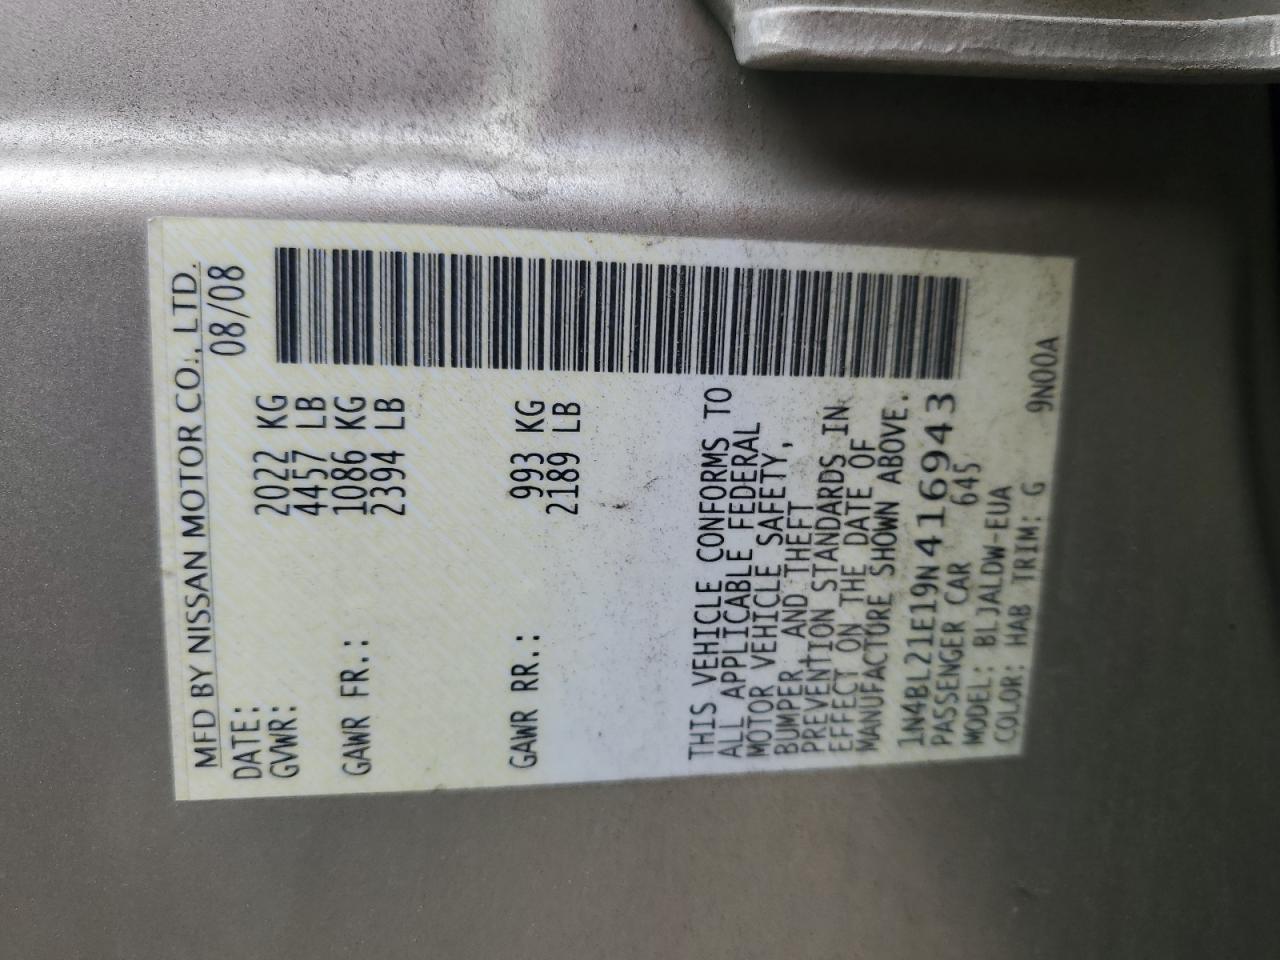 MFD BY NISSAN MOTOR CO., LTD.
DATE: 08/08
GVWR: 2022 KG
4457 LB
GAWR FR.: 1086 KG
2394 LB
GAWR RR.: 993 KG
2189 LB
THIS VEHICLE CONFORMS TO
ALL APPLICABLE FEDERAL
MOTOR VEHICLE SAFETY,
BUMPER, AND THEFT
PREVENTION STANDARDS IN
EFFECT ON THE DATE OF
MANUFACTURE SHOWN ABOVE.
1N4BL21E19N416943
PASSENGER CAR 645
MODEL: BLJALDW-EUA
COLOR: HAB TRIM: G 9N00A